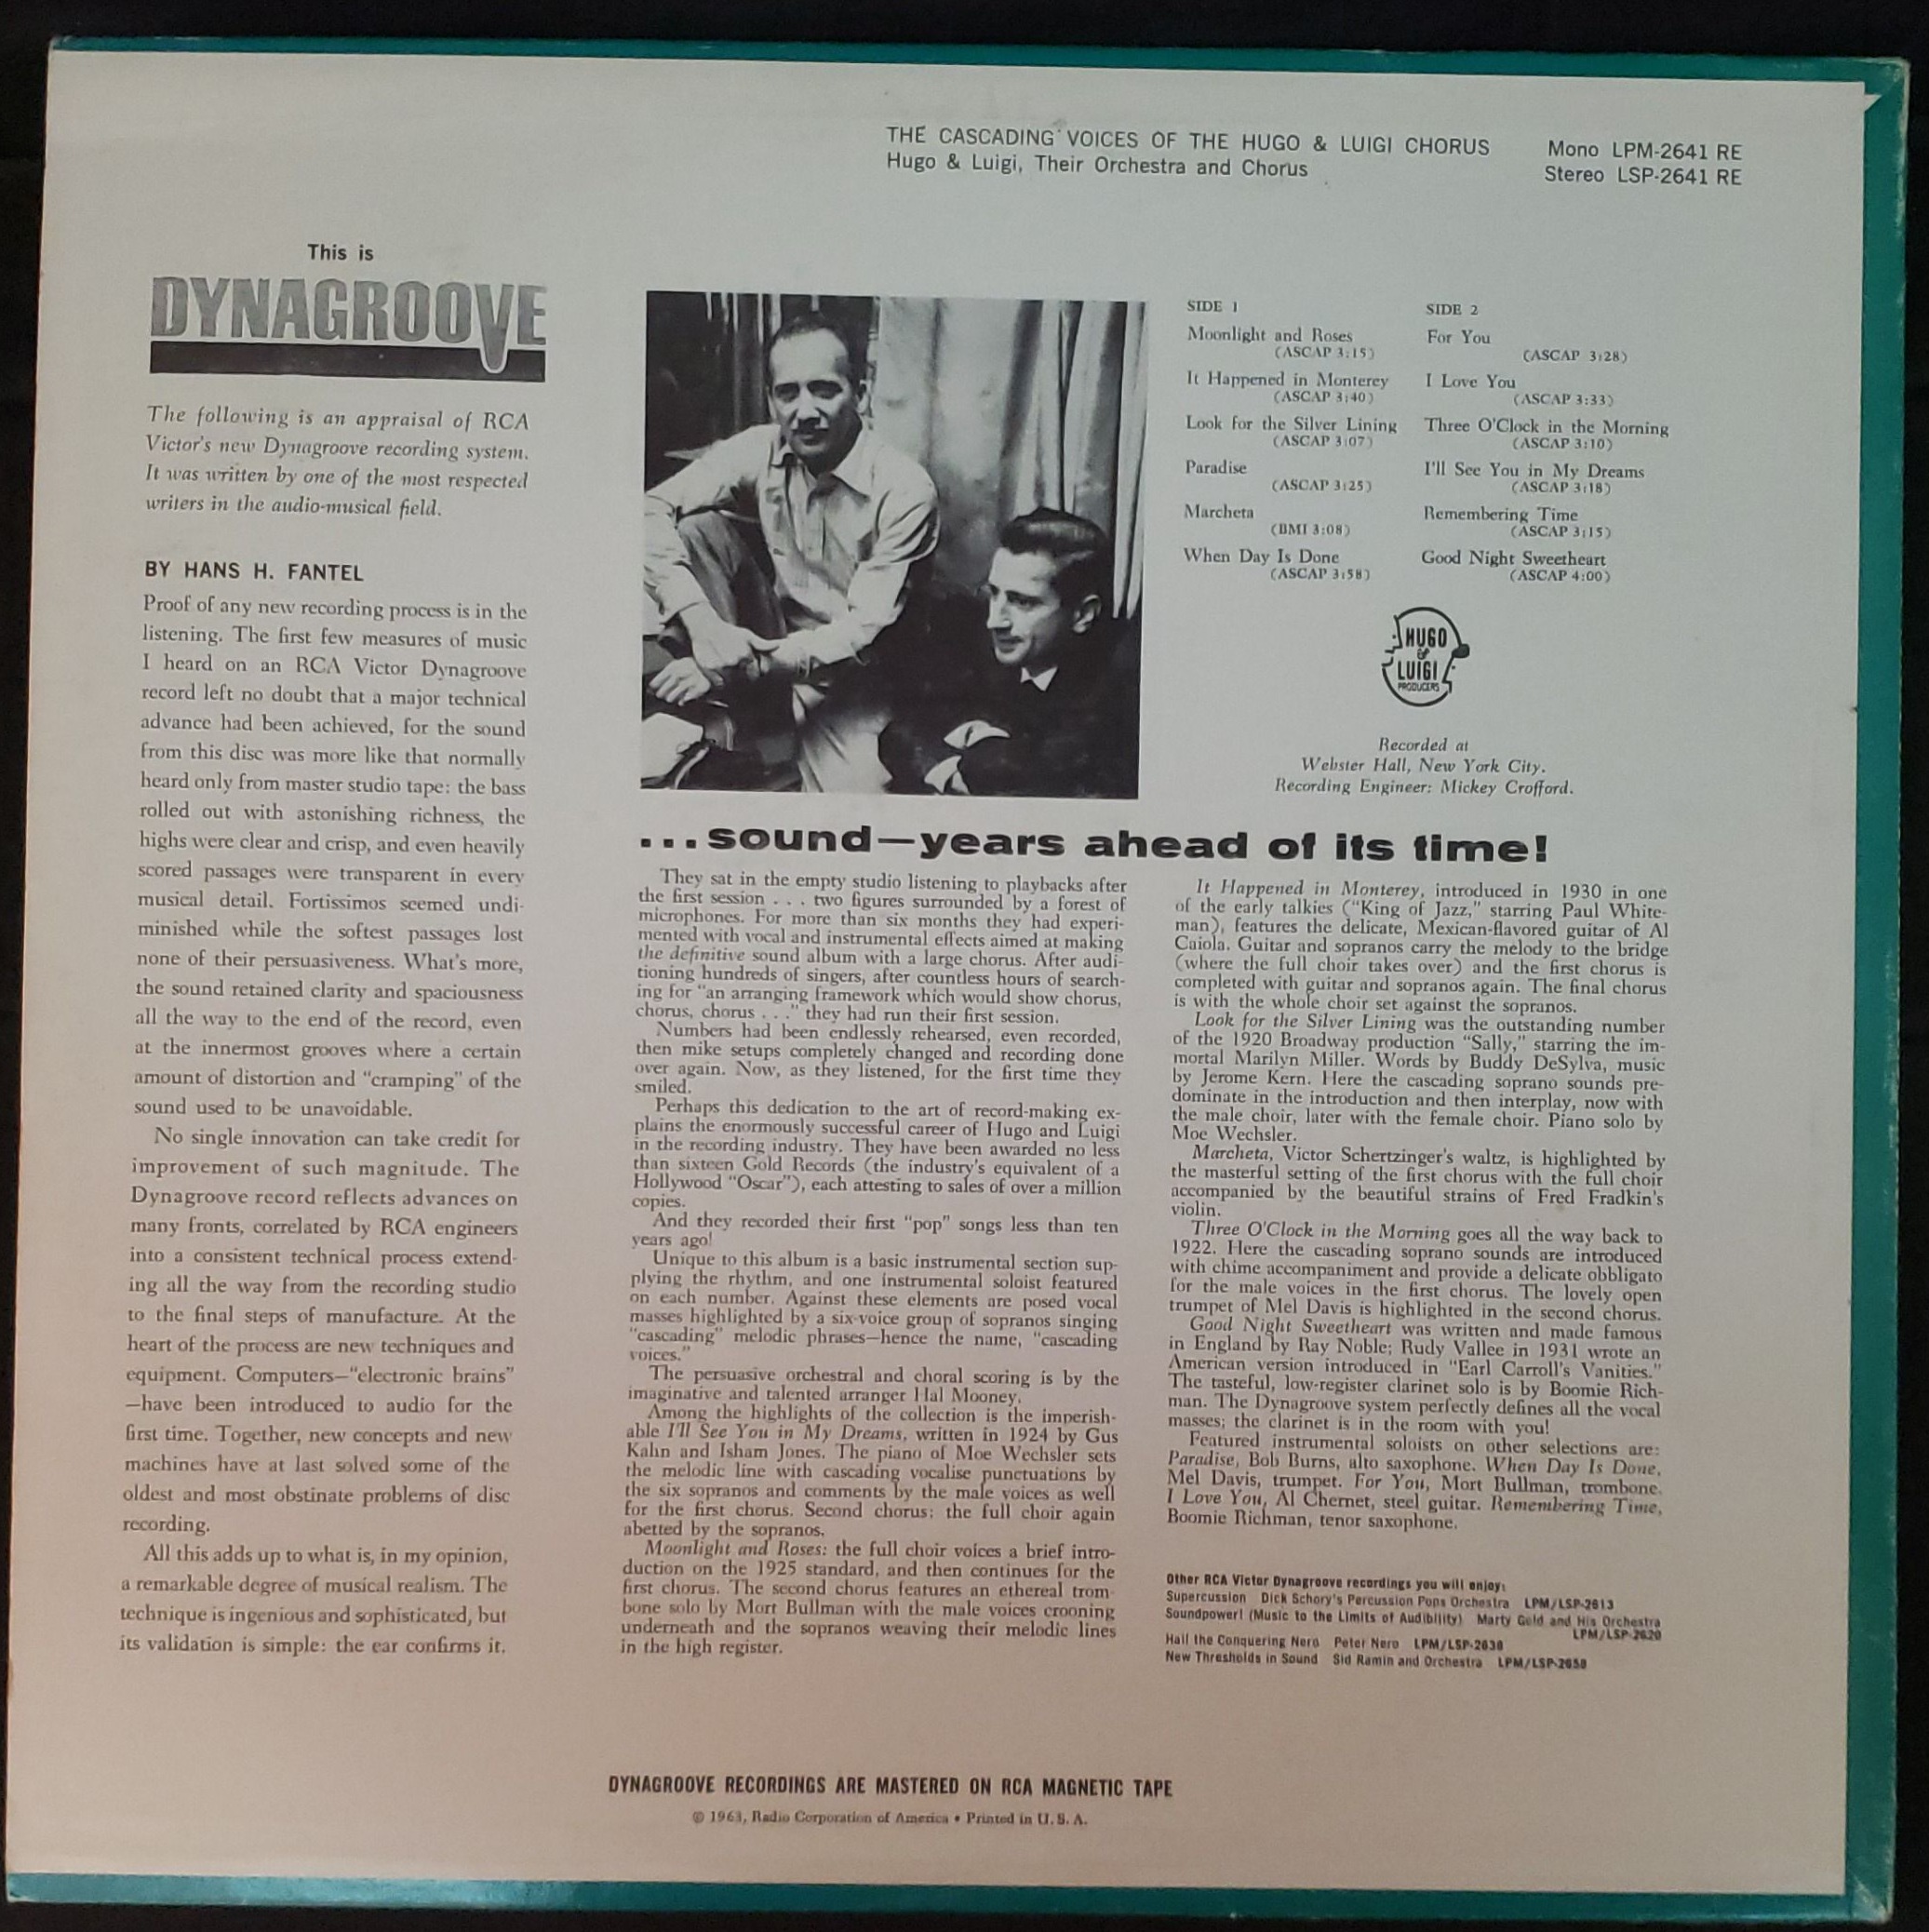 THE CASCADING VOICES OF THE HUGO & LUIGI CHORUS
Hugo & Luigi, Their Orchestra and Chorus
Mono LPM-2641 RE
Stereo LSP-2641 RE
This is
DYNAGROOVE
The following is an appraisal of RCA
Victor's new Dynagroove recording system.
It was written by one of the most respected
writers in the audio-musical field.
BY HANS H. FANTEL
Proof of any new recording process is in the
listening. The first few measures of music
I heard on an RCA Victor Dynagroove
record left no doubt that a major technical
advance had been achieved, for the sound
from this disc was more like that normally
heard only from master studio tape: the bass
rolled out with astonishing richness, the
highs were clear and crisp, and even heavily
scored passages were transparent in every
musical detail. Fortissimos seemed undi-
minished while the softest passages lost
none of their persuasiveness. What's more,
the sound retained clarity and spaciousness
all the way to the end of the record, even
at the innermost grooves where a certain
amount of distortion and "cramping" of the
sound used to be unavoidable.
No single innovation can take credit for
improvement of such magnitude. The
Dynagroove record reflects advances on
many fronts, correlated by RCA engineers
into a consistent technical process extend-
ing all the way from the recording studio
to the final steps of manufacture. At the
heart of the process are new techniques and
equipment. Computers—"electronic brains"
—have been introduced to audio for the
first time. Together, new concepts and new
machines have at last solved some of the
oldest and most obstinate problems of disc
recording.
All this adds up to what is, in my opinion,
a remarkable degree of musical realism. The
technique is ingenious and sophisticated, but
its validation is simple: the ear confirms it.
SIDE 1
Moonlight and Roses
(ASCAP 3:15)
It Happened in Monterey
(ASCAP 3:40)
Look for the Silver Lining
(ASCAP 3:07)
Paradise
(ASCAP 3:25)
Marcheta
(BMI 3:08)
When Day Is Done
(ASCAP 3:58)
SIDE 2
For You
(ASCAP 3:28)
I Love You
(ASCAP 3:33)
Three O'Clock in the Morning
(ASCAP 3:10)
I'll See You in My Dreams
(ASCAP 3:18)
Remembering Time
(ASCAP 3:15)
Good Night Sweetheart
(ASCAP 4:00)
HUGO
&
LUIGI
PRODUCERS
Recorded at
Webster Hall, New York City.
Recording Engineer: Mickey Crofford.
...sound—years ahead of its time!
They sat in the empty studio listening to playbacks after
the first session . . . two figures surrounded by a forest of
microphones. For more than six months they had experi-
mented with vocal and instrumental effects aimed at making
the definitive sound album with a large chorus. After audi-
tioning hundreds of singers, after countless hours of search-
ing for "an arranging framework which would show chorus,
chorus, chorus . . ." they had run their first session.
Numbers had been endlessly rehearsed, even recorded,
then mike setups completely changed and recording done
over again. Now, as they listened, for the first time they
smiled.
Perhaps this dedication to the art of record-making ex-
plains the enormously successful career of Hugo and Luigi
in the recording industry. They have been awarded no less
than sixteen Gold Records (the industry's equivalent of a
Hollywood "Oscar"), each attesting to sales of over a million
copies.
And they recorded their first "pop" songs less than ten
years ago!
Unique to this album is a basic instrumental section sup-
plying the rhythm, and one instrumental soloist featured
on each number. Against these elements are posed vocal
masses highlighted by a six-voice group of sopranos singing
"cascading" melodic phrases—hence the name, "cascading
voices."
The persuasive orchestral and choral scoring is by the
imaginative and talented arranger Hal Mooney.
Among the highlights of the collection is the imperish-
able I'll See You in My Dreams, written in 1924 by Gus
Kahn and Isham Jones. The piano of Moe Wechsler sets
the melodic line with cascading vocalise punctuations by
the six sopranos and comments by the male voices as well
for the first chorus. Second chorus: the full choir again
abetted by the sopranos.
Moonlight and Roses: the full choir voices a brief intro-
duction on the 1925 standard, and then continues for the
first chorus. The second chorus features an ethereal trom-
bone solo by Mort Bullman with the male voices crooning
underneath and the sopranos weaving their melodic lines
in the high register.
It Happened in Monterey, introduced in 1930 in one
of the early talkies ("King of Jazz," starring Paul White-
man), features the delicate, Mexican-flavored guitar of Al
Caiola. Guitar and sopranos carry the melody to the bridge
(where the full choir takes over) and the first chorus is
completed with guitar and sopranos again. The final chorus
is with the whole choir set against the sopranos.
Look for the Silver Lining was the outstanding number
of the 1920 Broadway production "Sally," starring the im-
mortal Marilyn Miller. Words by Buddy DeSylva, music
by Jerome Kern. Here the cascading soprano sounds pre-
dominate in the introduction and then interplay, now with
the male choir, later with the female choir. Piano solo by
Moe Wechsler.
Marcheta, Victor Schertzinger's waltz, is highlighted by
the masterful setting of the first chorus with the full choir
accompanied by the beautiful strains of Fred Fradkin's
violin.
Three O'Clock in the Morning goes all the way back to
1922. Here the cascading soprano sounds are introduced
with chime accompaniment and provide a delicate obbligato
for the male voices in the first chorus. The lovely open
trumpet of Mel Davis is highlighted in the second chorus.
Good Night Sweetheart was written and made famous
in England by Ray Noble; Rudy Vallee in 1931 wrote an
American version introduced in "Earl Carroll's Vanities."
The tasteful, low-register clarinet solo is by Boomie Rich-
man. The Dynagroove system perfectly defines all the vocal
masses; the clarinet is in the room with you!
Featured instrumental soloists on other selections are:
Paradise, Bob Burns, alto saxophone. When Day Is Done,
Mel Davis, trumpet. For You, Mort Bullman, trombone.
I Love You, Al Chernet, steel guitar. Remembering Time,
Boomie Richman, tenor saxophone.
Other RCA Victor Dynagroove recordings you will enjoy:
Supercussion Dick Schory's Percussion Pops Orchestra LPM/LSP-2613
Soundpower! (Music to the Limits of Audibility) Marty Gold and His Orchestra
LPM/LSP-2620
Hail the Conquering Nero Peter Nero LPM/LSP-2638
New Thresholds in Sound Sid Ramin and Orchestra LPM/LSP-2658
DYNAGROOVE RECORDINGS ARE MASTERED ON RCA MAGNETIC TAPE
© 1963, Radio Corporation of America • Printed in U. S. A.